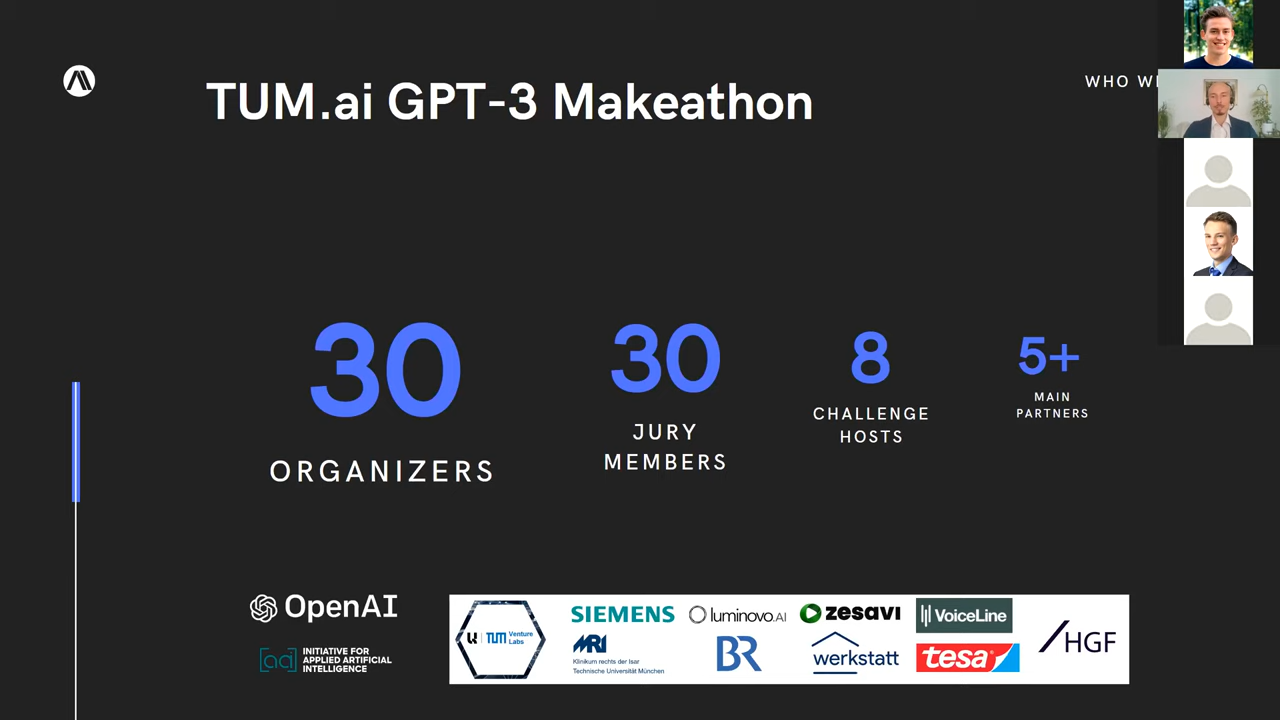 TUM.ai GPT-3 Makeathon
WHO W
30
ORGANIZERS
30
JURY
MEMBERS
8
CHALLENGE
HOSTS
5+
MAIN
PARTNERS
OpenAI
[ai] INITIATIVE FOR
APPLIED ARTIFICIAL
INTELLIGENCE
TUM Venture
Labs
SIEMENS
MRI
Klinikum rechts der Isar
Technische Universität München
luminovo.AI
BR
zesavi
werkstatt
VoiceLine
tesa
HGF